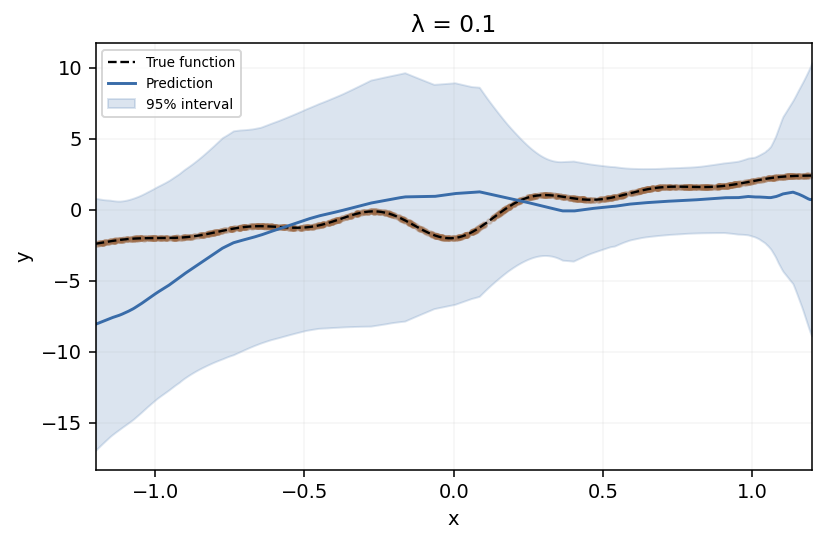 λ = 0.1
True function
Prediction
95% interval
10
5
0
−5
−10
−15
y
−1.0 −0.5 0.0 0.5 1.0
x